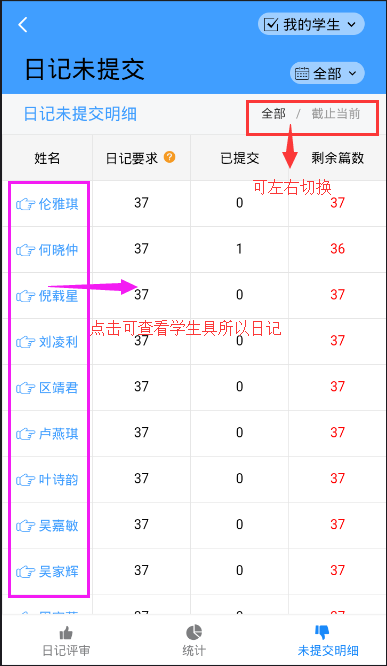 我的学生
日记未提交
全部
日记未提交明细
全部 / 截止当前
姓名 日记要求 ? 已提交 剩余篇数
可左右切换
伦雅琪 37 0 37
何晓仲 37 1 36
倪载星 37 0 37
点击可查看学生具所以日记
刘凌利 37 0 37
区靖君 37 0 37
卢燕琪 37 0 37
叶诗韵 37 0 37
吴嘉敏 37 0 37
吴家辉 37 0 37
37 0 37
日记评审 统计 未提交明细